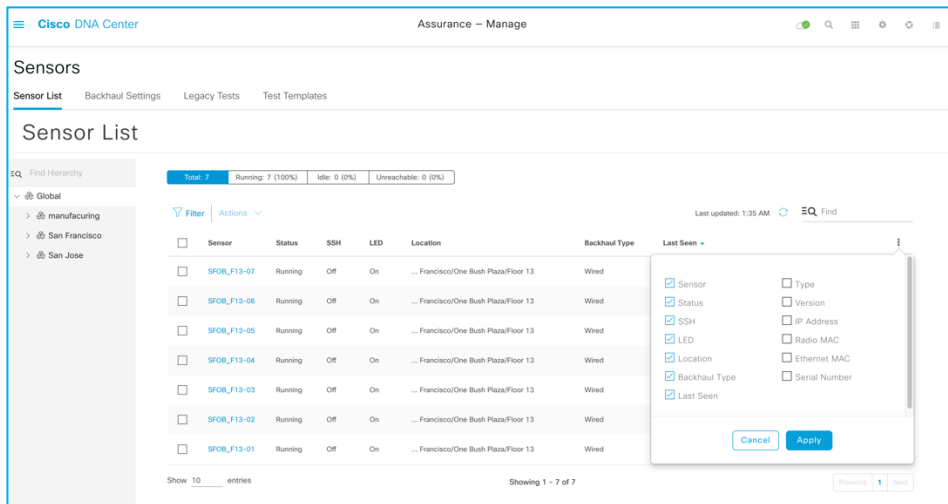 Cisco DNA Center Assurance – Manage
Sensors
Sensor List Backhaul Settings Legacy Tests Test Templates
Sensor List
Find Hierarchy
Global
manufacuring
San Francisco
San Jose
Total: 7 Running: 7 (100%) Idle: 0 (0%) Unreachable: 0 (0%)
Filter Actions Last updated: 1:35 AM Find
Sensor Status SSH LED Location Backhaul Type Last Seen
SFOB_F13-07 Running Off On ... Francisco/One Bush Plaza/Floor 13 Wired
SFOB_F13-06 Running Off On ... Francisco/One Bush Plaza/Floor 13 Wired
SFOB_F13-05 Running Off On ... Francisco/One Bush Plaza/Floor 13 Wired
SFOB_F13-04 Running Off On ... Francisco/One Bush Plaza/Floor 13 Wired
SFOB_F13-03 Running Off On ... Francisco/One Bush Plaza/Floor 13 Wired
SFOB_F13-02 Running Off On ... Francisco/One Bush Plaza/Floor 13 Wired
SFOB_F13-01 Running Off On ... Francisco/One Bush Plaza/Floor 13 Wired
Sensor Type
Status Version
SSH IP Address
LED Radio MAC
Location Ethernet MAC
Backhaul Type Serial Number
Last Seen
Cancel Apply
Show 10 entries Showing 1 - 7 of 7 Previous 1 Next